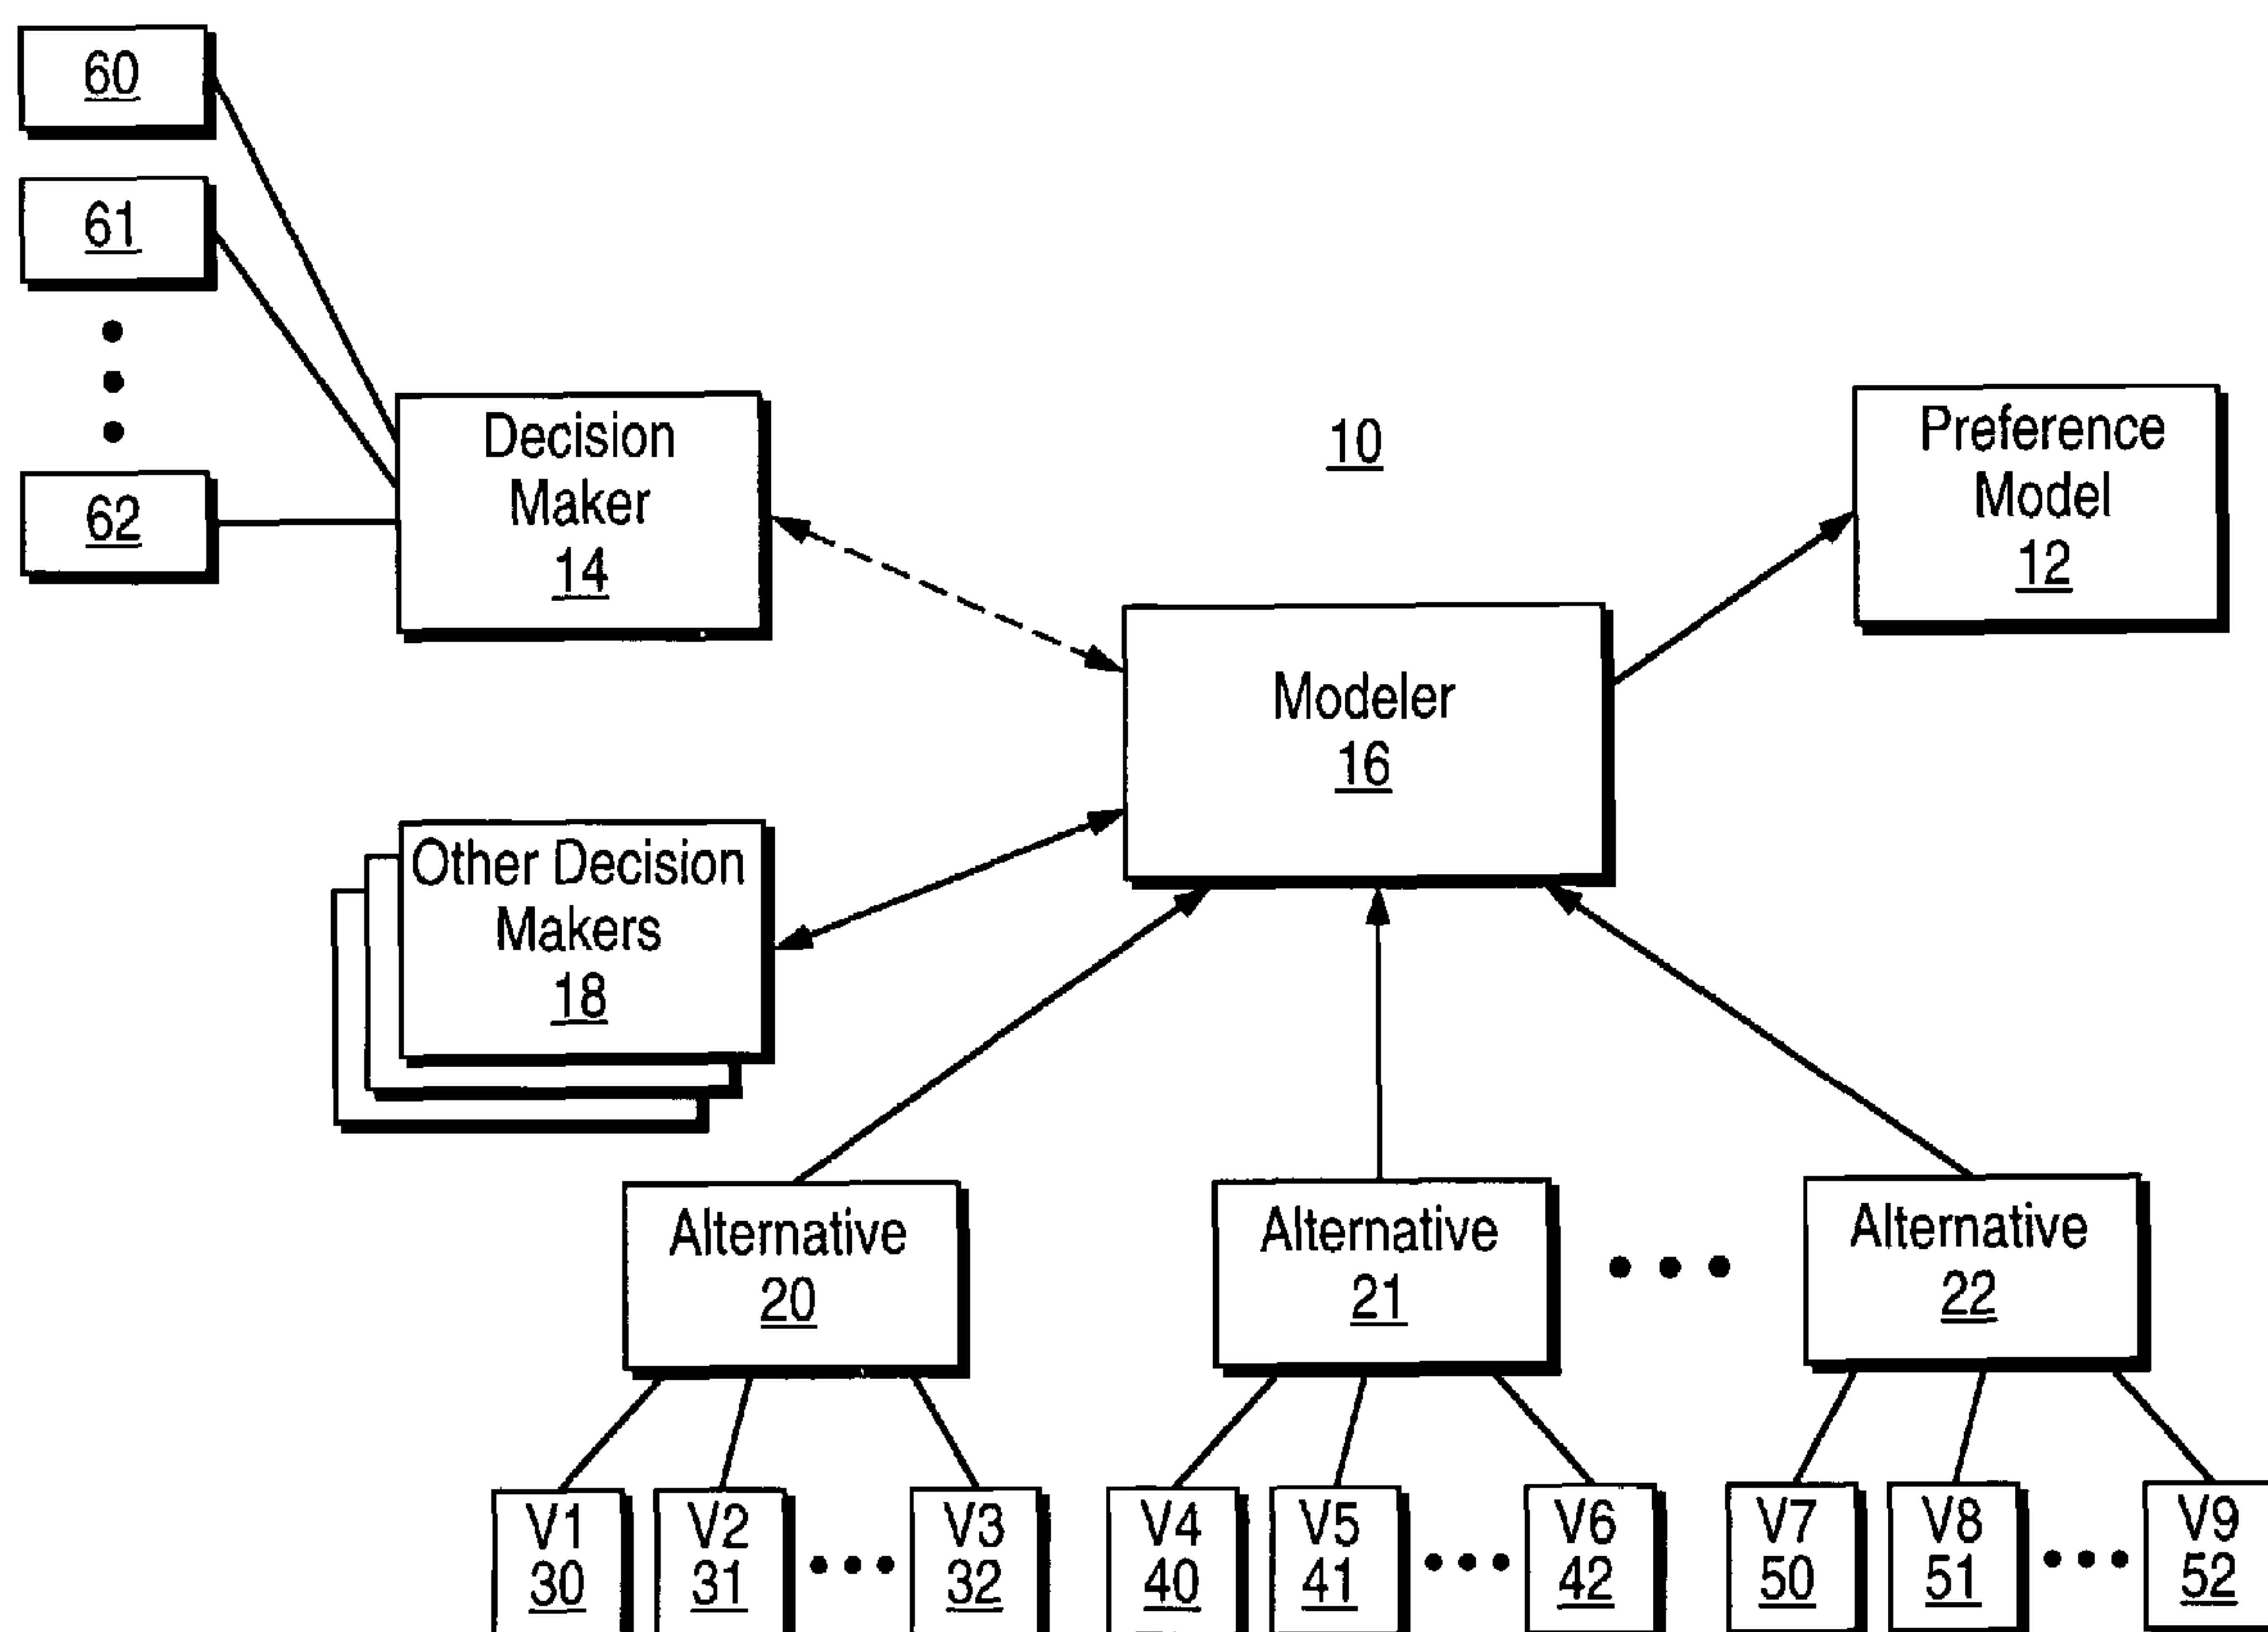 60
61
62
Decision
Maker
14
10
Preference
Model
12
Modeler
16
Other Decision
Makers
18
Alternative
20
Alternative
21
Alternative
22
V1
30
V2
31
V3
32
V4
40
V5
41
V6
42
V7
50
V8
51
V9
52